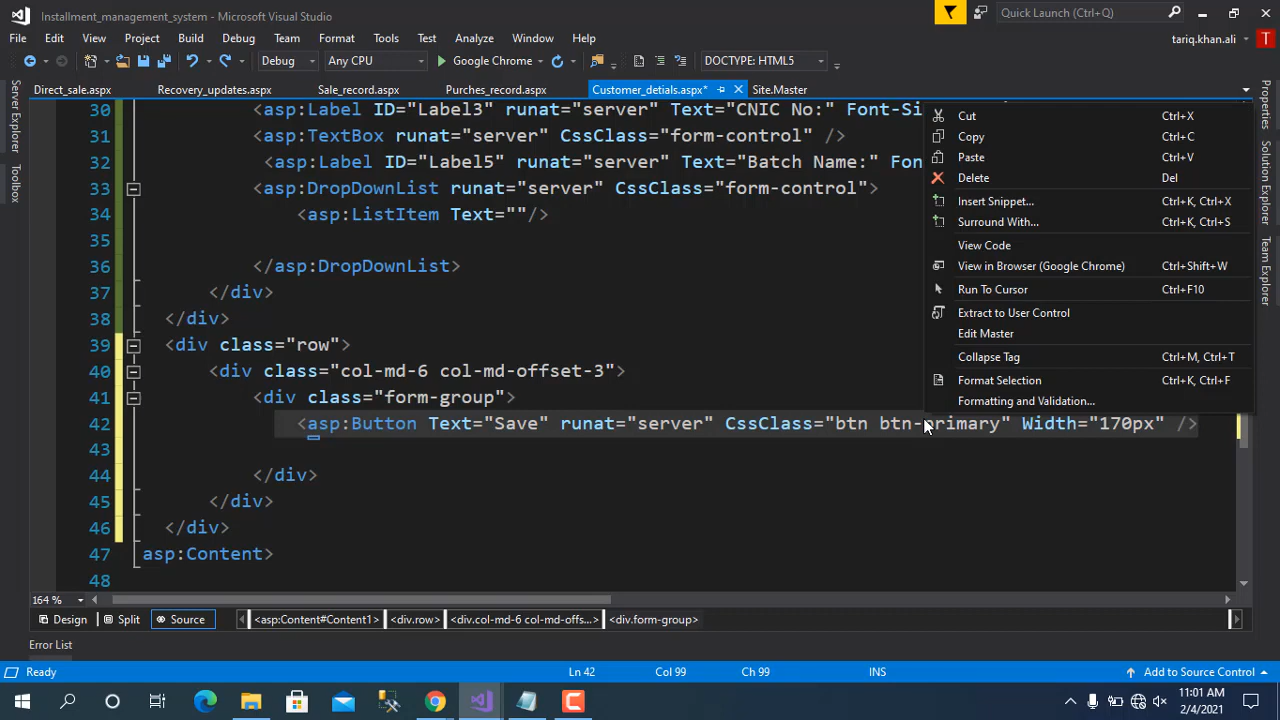 Installment_management_system - Microsoft Visual Studio
Quick Launch (Ctrl+Q)
File Edit View Project Build Debug Team Format Tools Test Analyze Window Help
tariq.khan.ali T
Debug Any CPU Google Chrome DOCTYPE: HTML5
Direct_sale.aspx Recovery_updates.aspx Sale_record.aspx Purches_record.aspx Customer_detials.aspx* Site.Master
Server Explorer
Toolbox
Properties
Solution Explorer
Team Explorer
30 <asp:Label ID="Label3" runat="server" Text="CNIC No:" Font-Si
31 <asp:TextBox runat="server" CssClass="form-control" />
32 <asp:Label ID="Label5" runat="server" Text="Batch Name:" Fon
33 <asp:DropDownList runat="server" CssClass="form-control">
34 <asp:ListItem Text=""/>
35
36 </asp:DropDownList>
37 </div>
38 </div>
39 <div class="row">
40 <div class="col-md-6 col-md-offset-3">
41 <div class="form-group">
42 <asp:Button Text="Save" runat="server" CssClass="btn btn-primary" Width="170px" />
43
44 </div>
45 </div>
46 </div>
47 asp:Content>
48
Cut Ctrl+X
Copy Ctrl+C
Paste Ctrl+V
Delete Del
Insert Snippet... Ctrl+K, Ctrl+X
Surround With... Ctrl+K, Ctrl+S
View Code
View in Browser (Google Chrome) Ctrl+Shift+W
Run To Cursor Ctrl+F10
Extract to User Control
Edit Master
Collapse Tag Ctrl+M, Ctrl+T
Format Selection Ctrl+K, Ctrl+F
Formatting and Validation...
164 %
Design Split Source <asp:Content#Content1> <div.row> <div.col-md-6 col-md-offs...> <div.form-group>
Error List
Ready Ln 42 Col 99 Ch 99 INS Add to Source Control
11:01 AM
2/4/2021